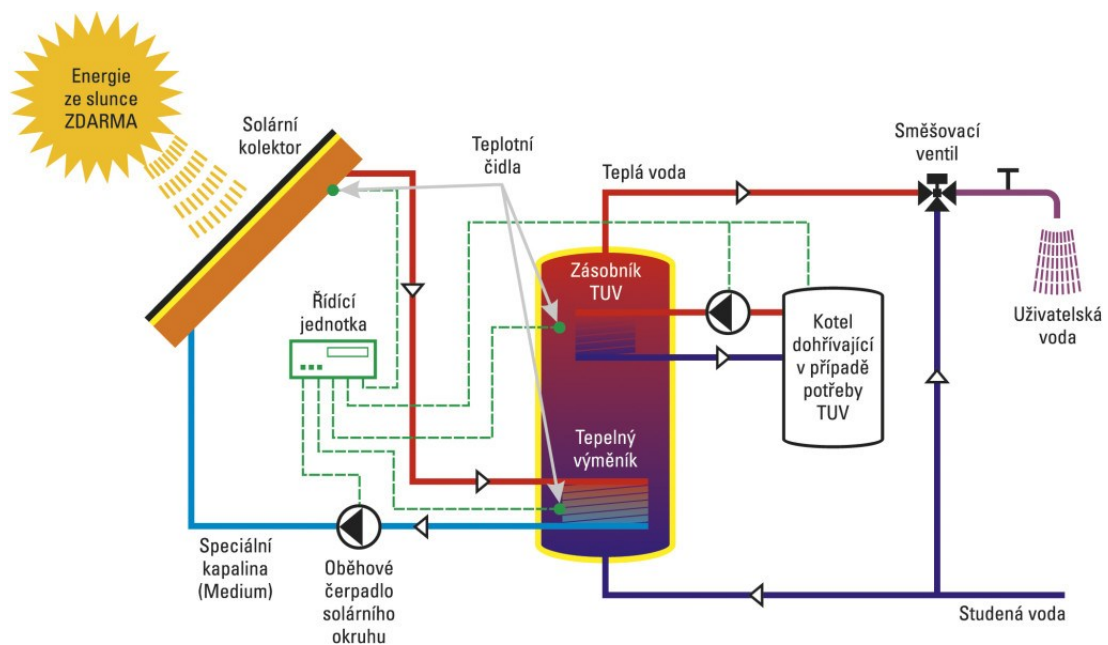 Energie
ze slunce
ZDARMA
Solární
kolektor
Teplotní
čidla
Teplá voda
Směšovací
ventil
Zásobník
TUV
Řídící
jednotka
Kotel
dohřívající
v případě
potřeby
TUV
Uživatelská
voda
Tepelný
výměník
Speciální
kapalina
(Medium)
Oběhové
čerpadlo
solárního
okruhu
Studená voda